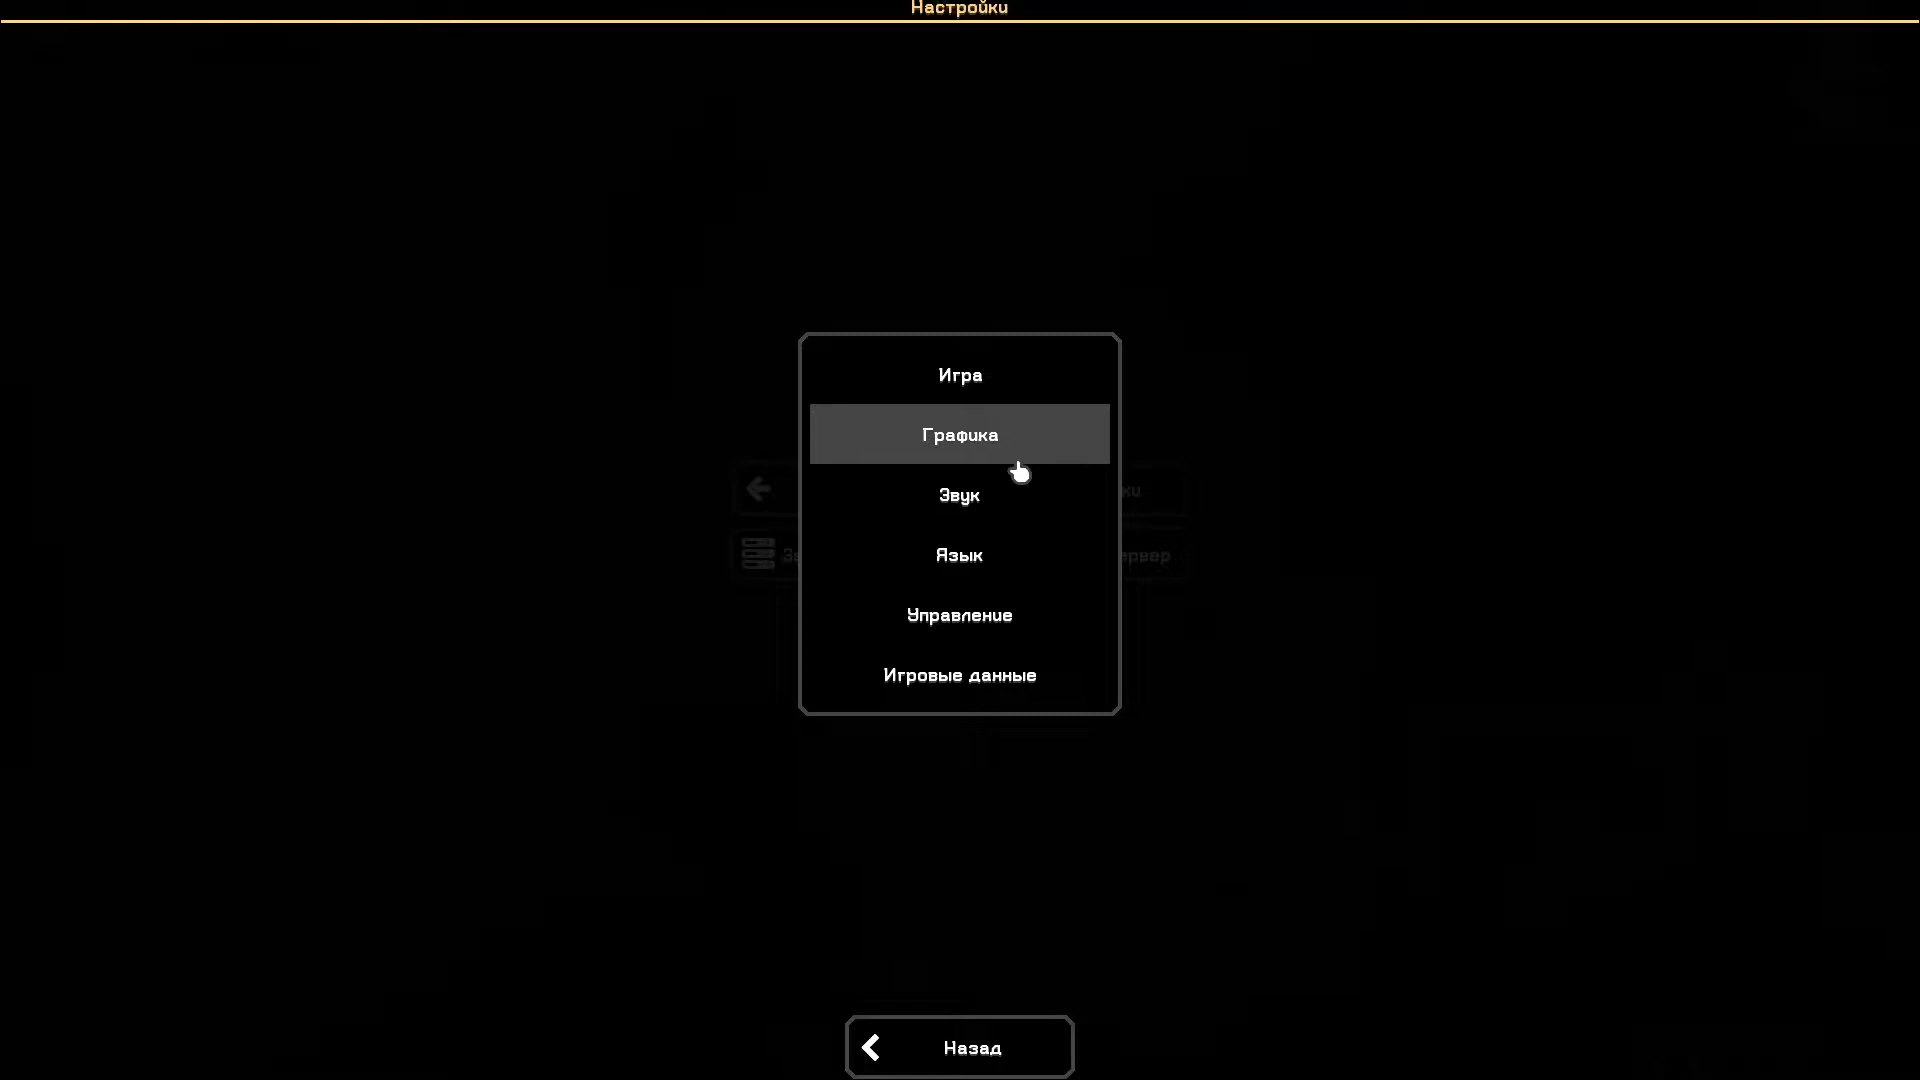 Настройки
Игра
Графика
Звук
Язык
Управление
Игровые данные
Назад